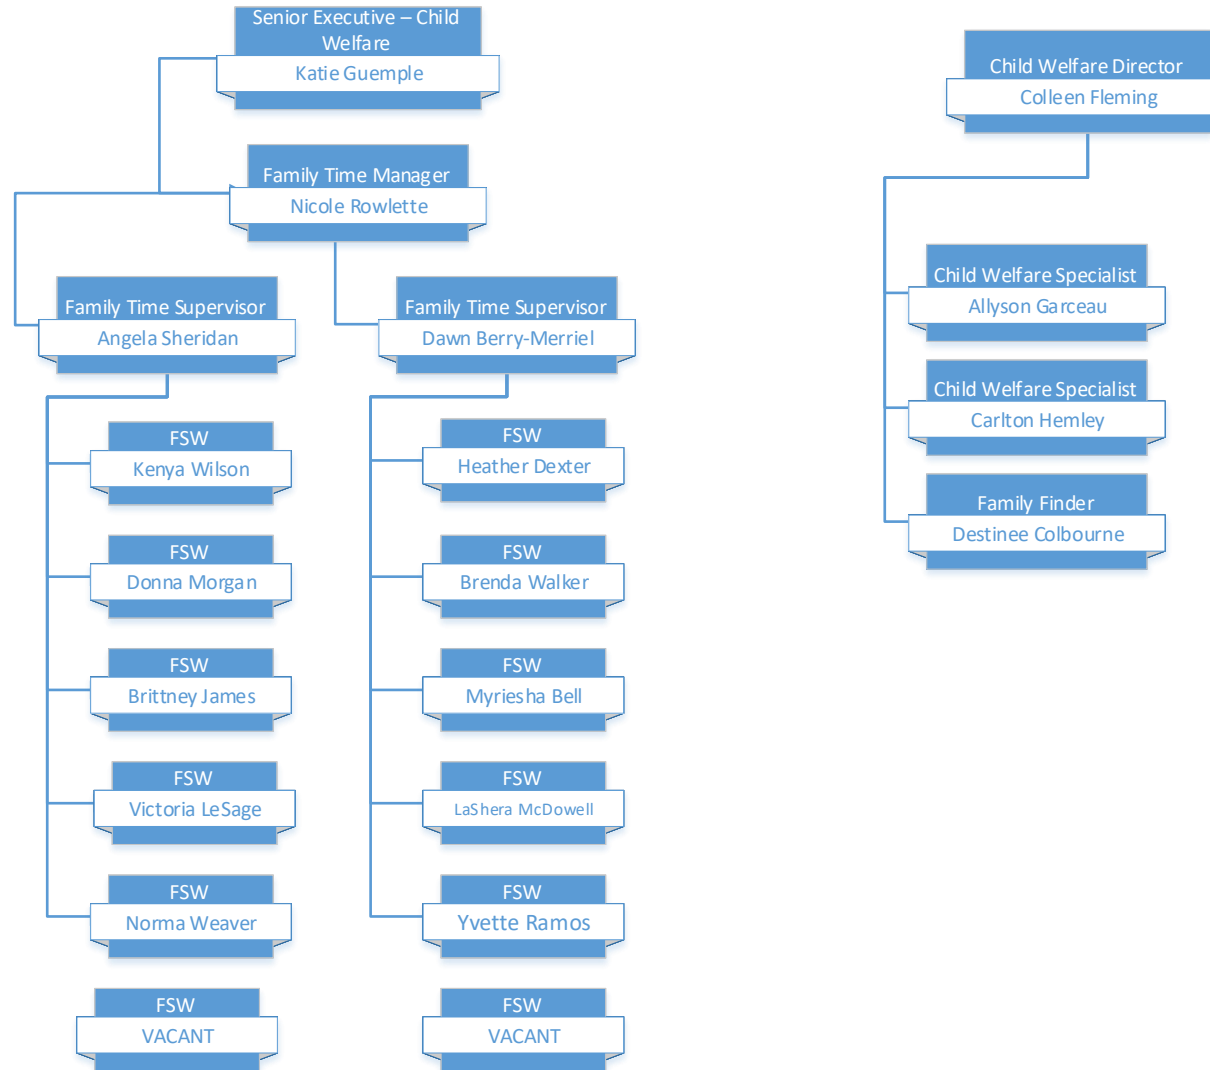 Senior Executive – Child
Welfare
Katie Guemple
Family Time Manager
Nicole Rowlette
Family Time Supervisor
Angela Sheridan
FSW
Kenya Wilson
FSW
Donna Morgan
FSW
Brittney James
FSW
Victoria LeSage
FSW
Norma Weaver
FSW
VACANT
Family Time Supervisor
Dawn Berry-Merriel
FSW
Heather Dexter
FSW
Brenda Walker
FSW
Myriesha Bell
FSW
LaShera McDowell
FSW
Yvette Ramos
FSW
VACANT
Child Welfare Director
Colleen Fleming
Child Welfare Specialist
Allyson Garceau
Child Welfare Specialist
Carlton Hemley
Family Finder
Destinee Colbourne